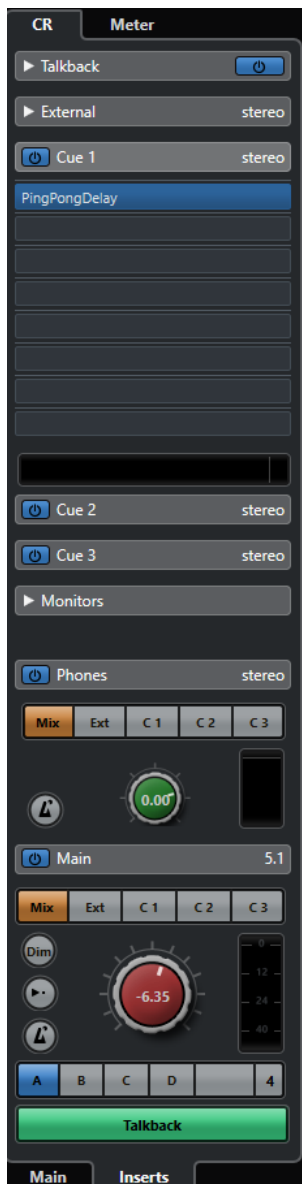 CR Meter
Talkback
External stereo
Cue 1 stereo
PingPongDelay
Cue 2 stereo
Cue 3 stereo
Monitors
Phones stereo
Mix Ext C 1 C 2 C 3
0.00
Main 5.1
Mix Ext C 1 C 2 C 3
Dim
0
12
-6.35
24
40
A B C D 4
Talkback
Main Inserts